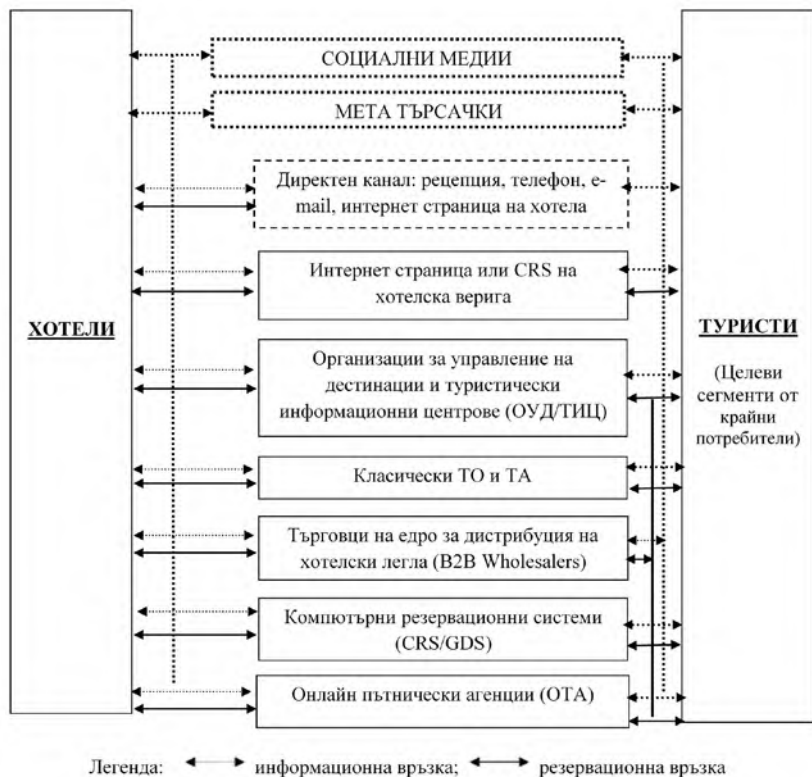 СОЦИАЛНИ МЕДИИ
МЕТА ТЪРСАЧКИ
Директен канал: рецепция, телефон, e-
mail, интернет страница на хотела
Интернет страница или CRS на
хотелска верига
ХОТЕЛИ
ТУРИСТИ
(Целеви
сегменти от
крайни
потребители)
Организации за управление на
дестинации и туристически
информационни центрове (ОУД/ТИЦ)
Класически ТО и ТА
Търговци на едро за дистрибуция на
хотелски легла (B2B Wholesalers)
Компютърни резервационни системи
(CRS/GDS)
Онлайн пътнически агенции (ОТА)
Легенда: информационна връзка; резервационна връзка